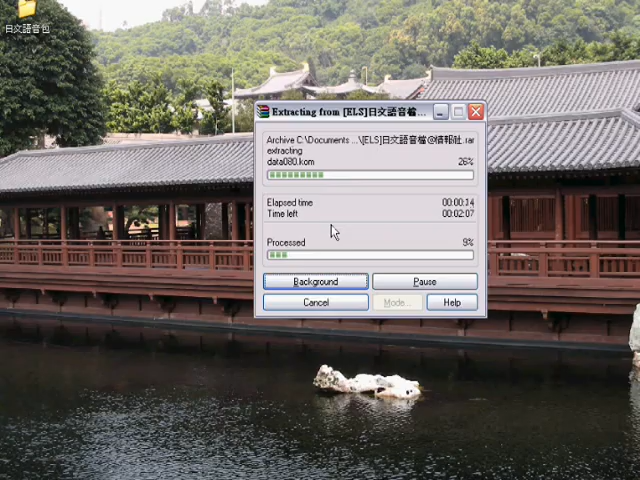 日文語音包
Extracting from [ELS]日文語音檔...
Archive C:\Documents ...\[ELS]日文語音檔@情報社.rar
extracting
data080.kom 26%
Elapsed time 00:00:14
Time left 00:02:07
Processed 9%
Background Pause
Cancel Mode... Help